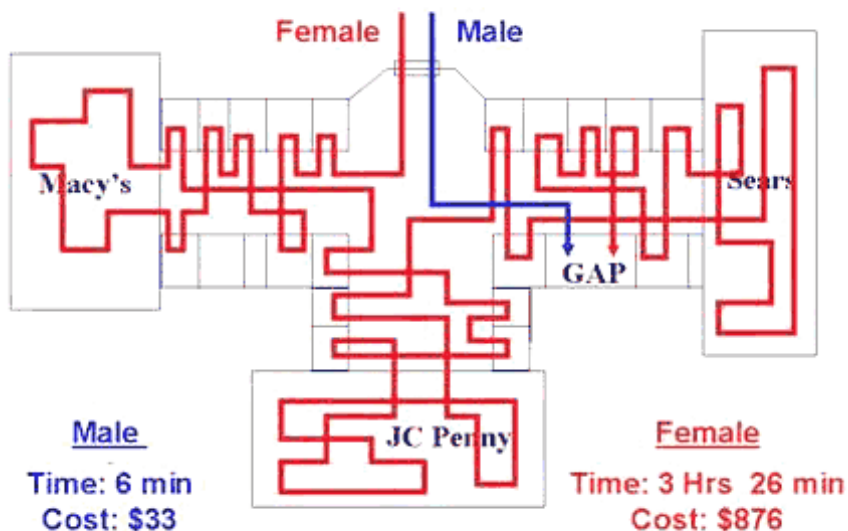 Female Male
Macy's
Sears
GAP
JC Penny
Male
Time: 6 min
Cost: $33
Female
Time: 3 Hrs 26 min
Cost: $876